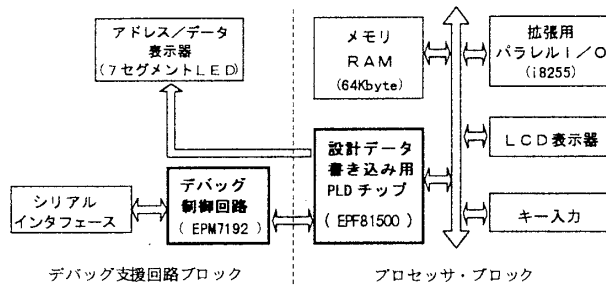 アドレス／データ
表示器
(7セグメントLED)
メモリ
RAM
(64Kbyte)
拡張用
パラレルI／O
(i8255)
設計データ
書き込み用
PLDチップ
(EPF81500)
LCD表示器
デバッグ
制御回路
(EPM7192)
シリアル
インタフェース
キー入力
デバッグ支援回路ブロック
プロセッサ・ブロック